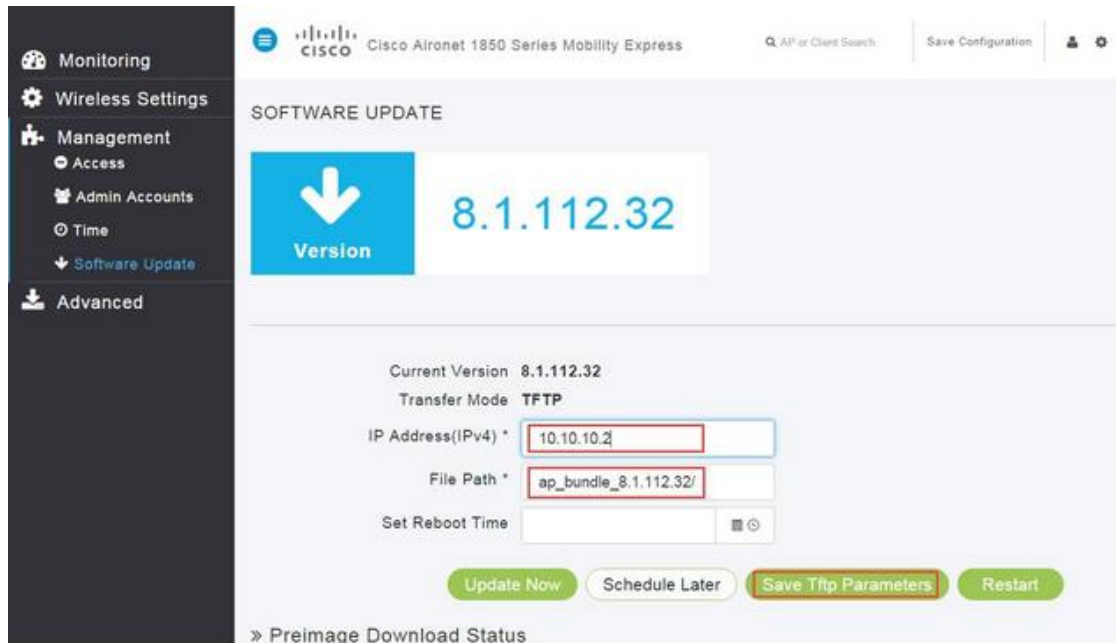 Monitoring
Wireless Settings
Management
Access
Admin Accounts
Time
Software Update
Advanced
CISCO Cisco Aironet 1850 Series Mobility Express
AP or Client Search
Save Configuration
SOFTWARE UPDATE
Version
8.1.112.32
Current Version 8.1.112.32
Transfer Mode TFTP
IP Address(IPv4) * 10.10.10.2
File Path * ap_bundle_8.1.112.32/
Set Reboot Time
Update Now Schedule Later Save Tftp Parameters Restart
» Preimage Download Status